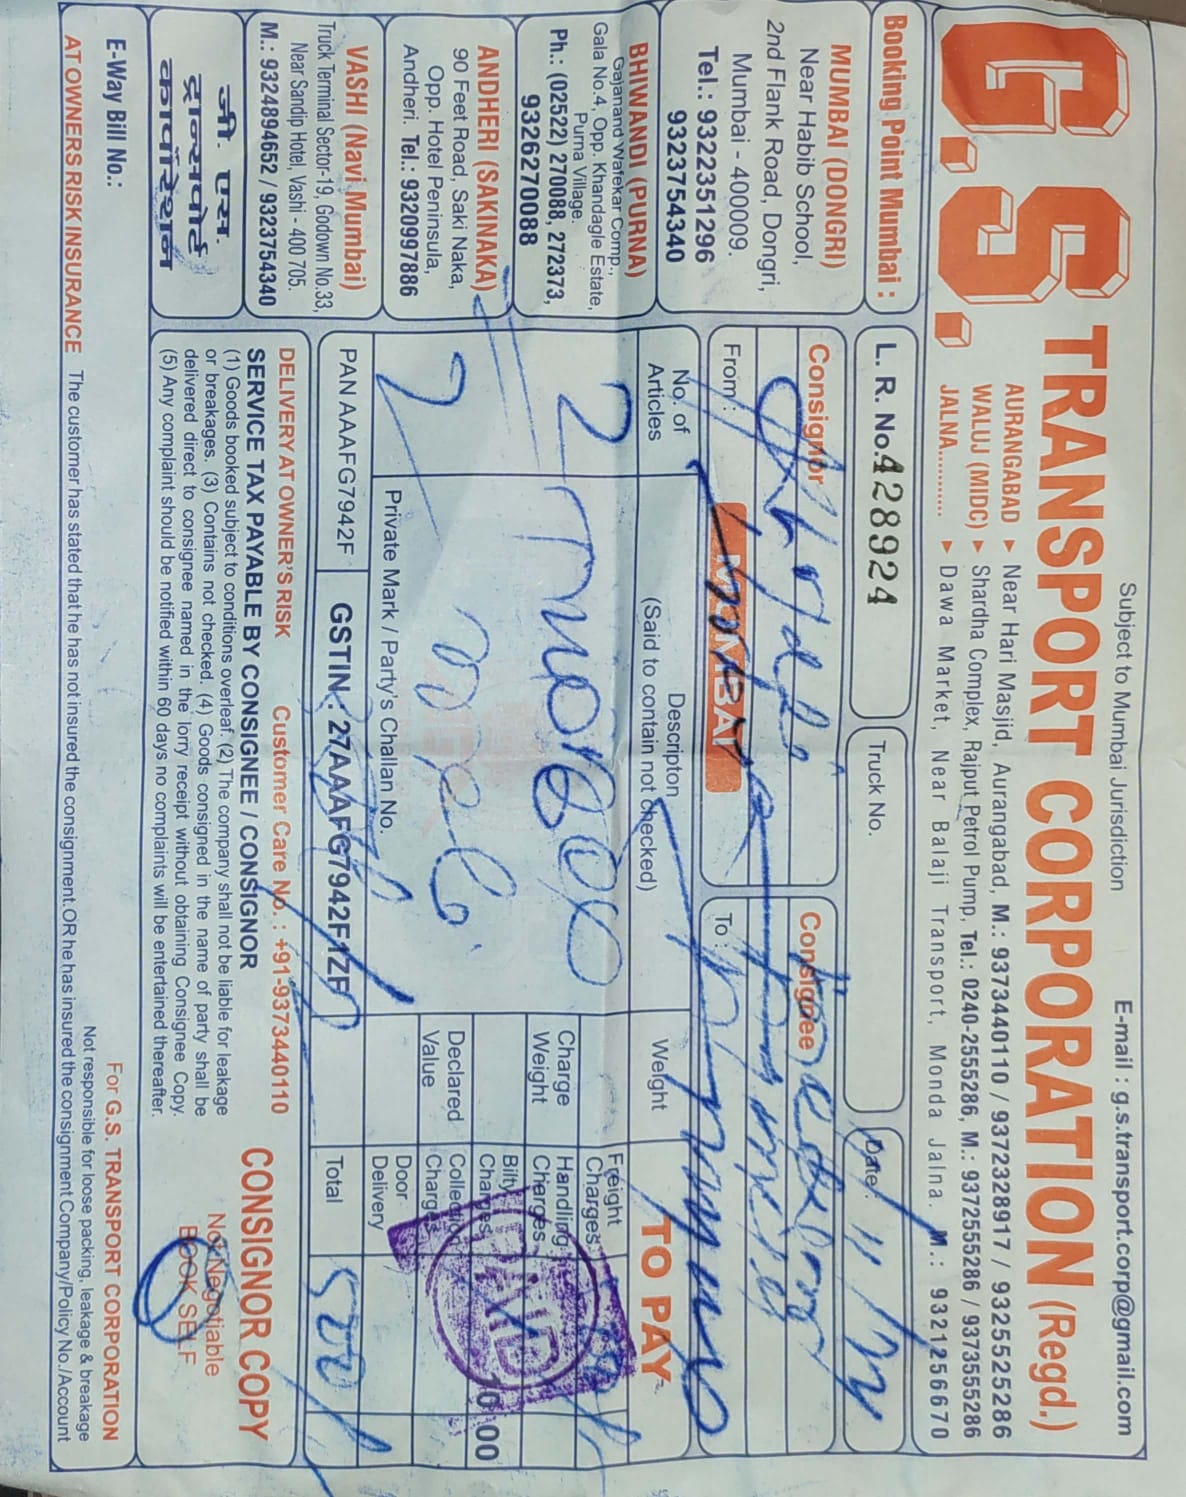 Subject to Mumbai Jurisdiction
E-mail : g.s.transport.corp@gmail.com
G.S. TRANSPORT CORPORATION (Regd.)
AURANGABAD ► Near Hari Masjid, Aurangabad, M.: 9373440110 / 9372328917 / 9325525286
WALUJ (MIDC) ► Shardha Complex, Rajput Petrol Pump, Tel.: 0240-2555286, M.: 9372555286 / 9373555286
JALNA............ ► Dawa Market, Near Balaji Transport, Monda Jalna. M.: 9321256670
Booking Point Mumbai :
MUMBAI (DONGRI)
Near Habib School,
2nd Flank Road, Dongri,
Mumbai - 400009.
Tel.: 9322351296
9323754340
BHIWANDI (PURNA)
Gajanand Wafekar Comp.,
Gala No.4, Opp. Khandagle Estate,
Purna Village.
Ph.: (02522) 270088, 272373,
9326270088
ANDHERI (SAKINAKA)
90 Feet Road, Saki Naka,
Opp. Hotel Peninsula,
Andheri. Tel.: 9320997886
VASHI (Navi Mumbai)
Truck Terminal Sector-19, Godown No.33,
Near Sandip Hotel, Vashi - 400 705.
M.: 9324894652 / 9323754340
जी. एस.
ट्रान्सपोर्ट
कार्पोरेशन
L. R. No. 428924
Truck No.
Date :
Consignor
Consignee
From :
MUMBAI
To :
No. of
Articles
Descripton
(Said to contain not checked)
Weight
TO PAY
2
Freight
Charges
Charge
Weight
Handling
Charges
Bilty
Charges
10.00
PAID
Declared
Value
Collection
Charges
Door
Delivery
Private Mark / Party's Challan No.
PAN AAAFG7942F
GSTIN : 27AAAFG7942F1ZF
Total
500/
DELIVERY AT OWNER'S RISK Customer Care No. : +91-9373440110
SERVICE TAX PAYABLE BY CONSIGNEE / CONSIGNOR
(1) Goods booked subject to conditions overleaf. (2) The company shall not be liable for leakage
or breakages. (3) Contains not checked. (4) Goods consigned in the name of party shall be
delivered direct to consignee named in the lorry receipt without obtaining Consignee Copy.
(5) Any complaint should be notified within 60 days no complaints will be entertained thereafter.
CONSIGNOR COPY
Not Negotiable
BOOK SELF
E-Way Bill No.:
For G.S. TRANSPORT CORPORATION
Not responsible for loose packing, leakage & breakage
AT OWNERS RISK INSURANCE The customer has stated that he has not insured the consignment OR he has insured the consignment Company/Policy No./Account